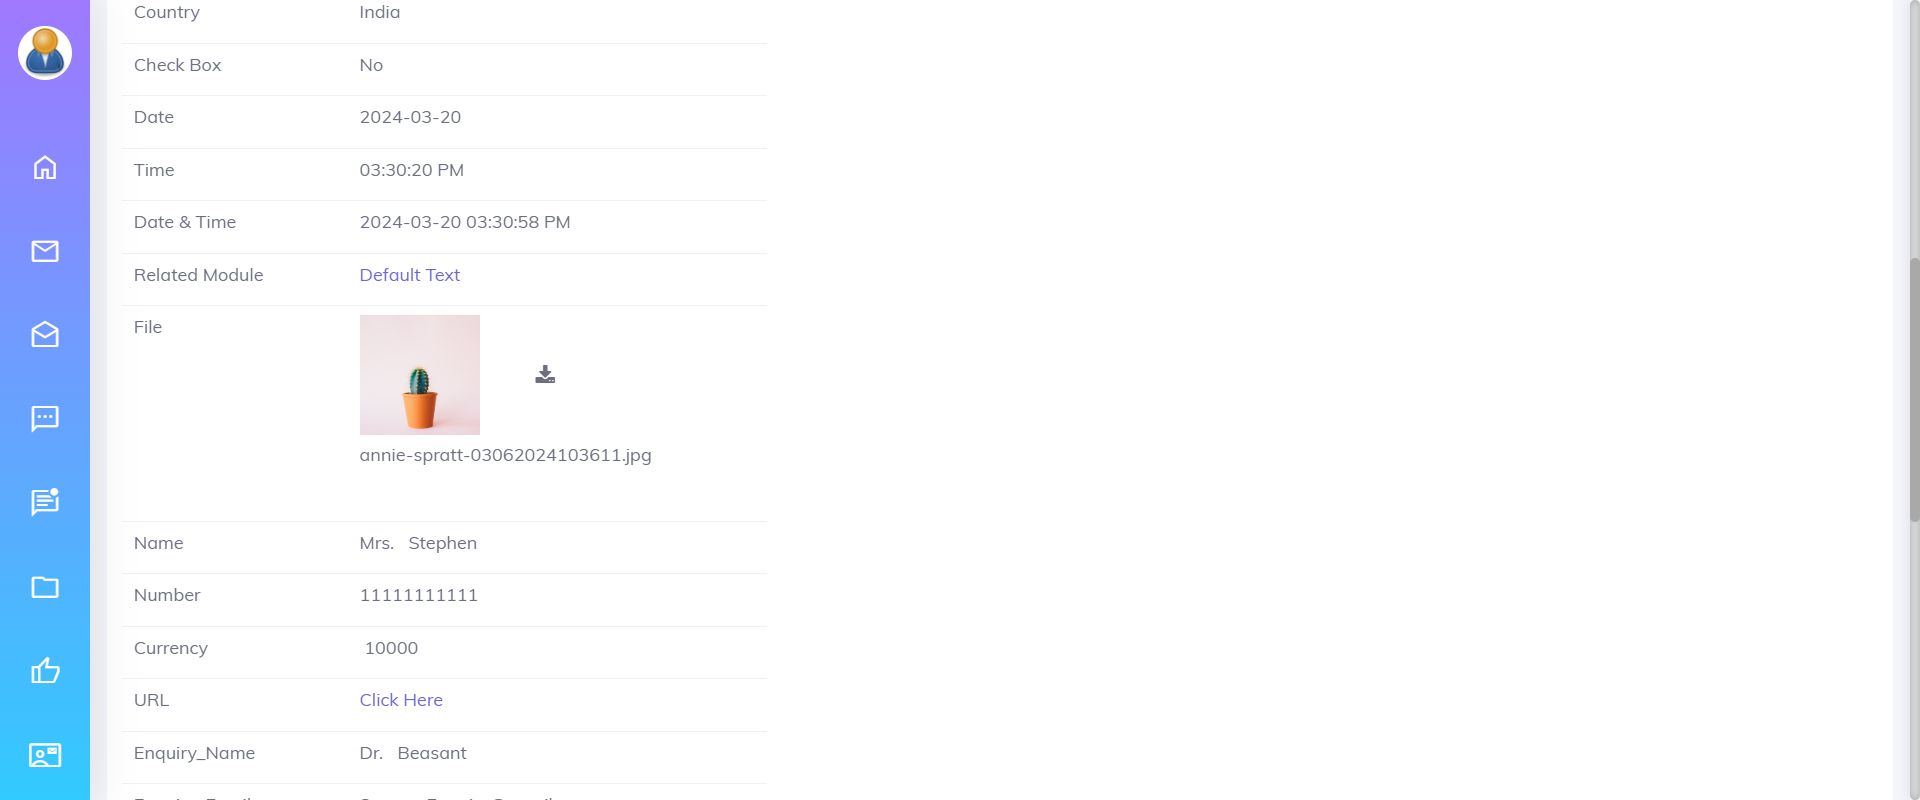 Country India
Check Box No
Date 2024-03-20
Time 03:30:20 PM
Date & Time 2024-03-20 03:30:58 PM
Related Module Default Text
File
annie-spratt-03062024103611.jpg
Name Mrs. Stephen
Number 11111111111
Currency 10000
URL Click Here
Enquiry_Name Dr. Beasant